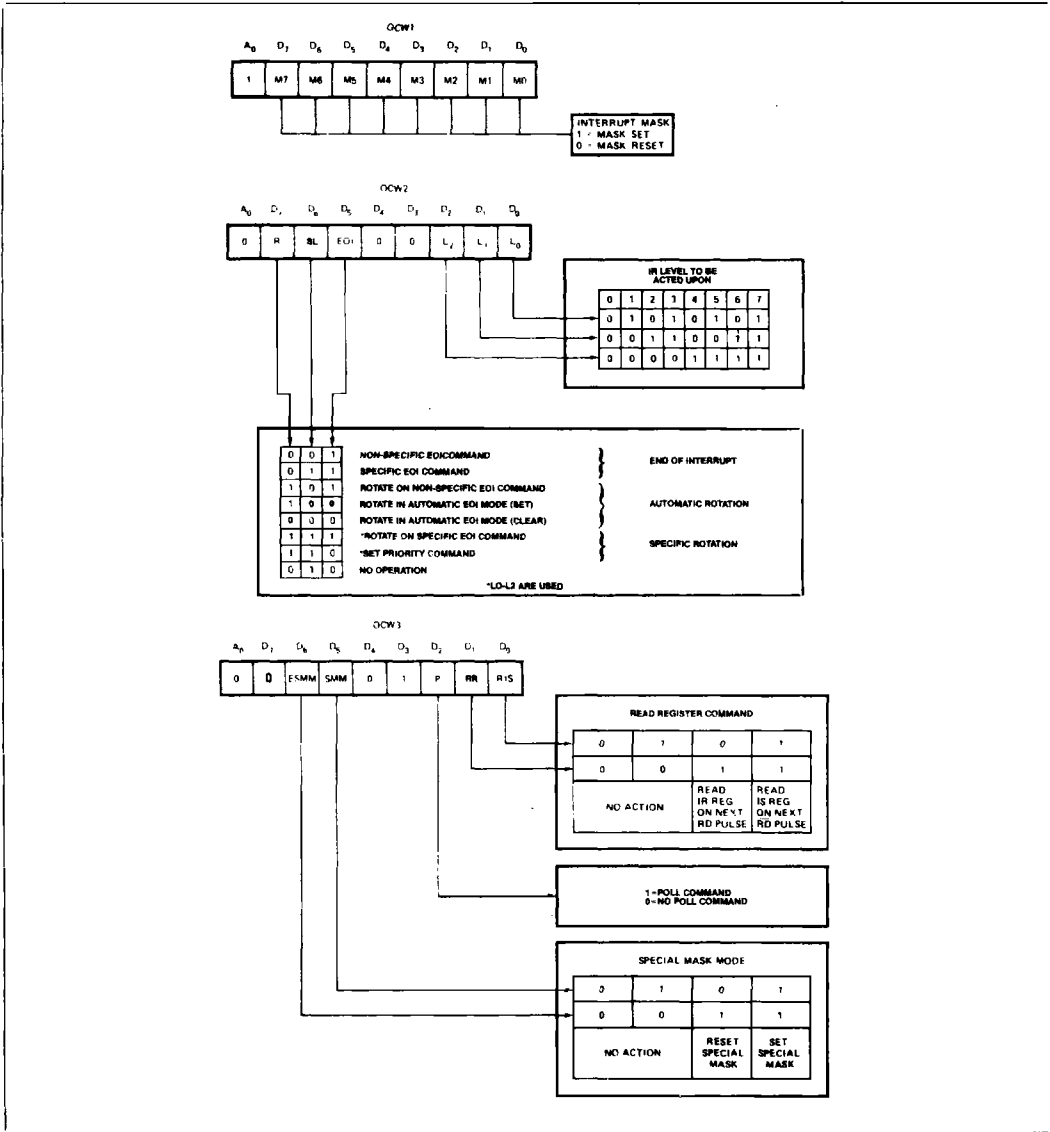 OCW1
A0 D7 D6 D5 D4 D3 D2 D1 D0
1 M7 M6 M5 M4 M3 M2 M1 M0
INTERRUPT MASK
1 = MASK SET
0 = MASK RESET
OCW2
A0 D7 D6 D5 D4 D3 D2 D1 D0
0 R SL EOI 0 0 L2 L1 L0
IR LEVEL TO BE
ACTED UPON
0 1 2 3 4 5 6 7
0 1 0 1 0 1 0 1
0 0 1 1 0 0 1 1
0 0 0 0 1 1 1 1
0 0 1 NON-SPECIFIC EOI COMMAND
0 1 1 SPECIFIC EOI COMMAND
END OF INTERRUPT
1 0 1 ROTATE ON NON-SPECIFIC EOI COMMAND
1 0 0 ROTATE IN AUTOMATIC EOI MODE (SET)
0 0 0 ROTATE IN AUTOMATIC EOI MODE (CLEAR)
AUTOMATIC ROTATION
1 1 1 *ROTATE ON SPECIFIC EOI COMMAND
1 1 0 *SET PRIORITY COMMAND
SPECIFIC ROTATION
0 1 0 NO OPERATION
*LO-L2 ARE USED
OCW3
A0 D7 D6 D5 D4 D3 D2 D1 D0
0 0 ESMM SMM 0 1 P RR RIS
READ REGISTER COMMAND
0 1 0 1
0 0 1 1
NO ACTION
READ
IR REG
ON NEXT
RD PULSE
READ
IS REG
ON NEXT
RD PULSE
1 = POLL COMMAND
0 = NO POLL COMMAND
SPECIAL MASK MODE
0 1 0 1
0 0 1 1
NO ACTION
RESET
SPECIAL
MASK
SET
SPECIAL
MASK